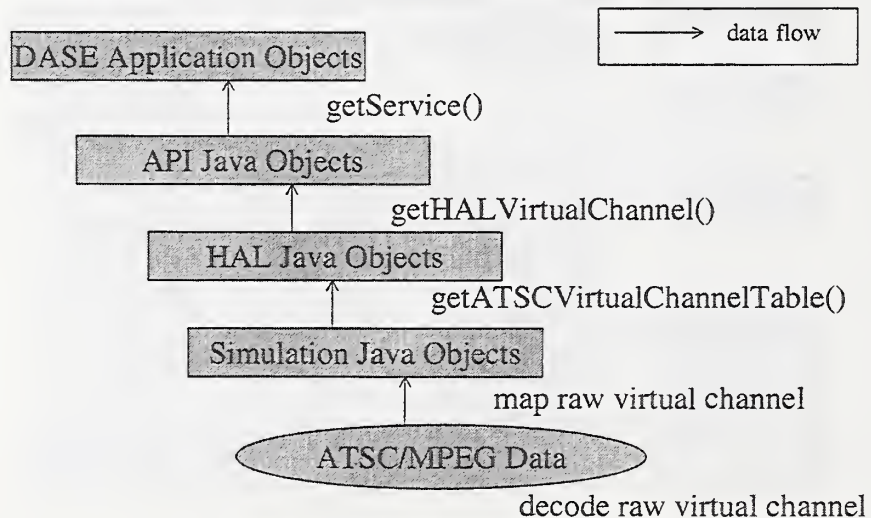 data flow
DASE Application Objects
getService()
API Java Objects
getHALVirtualChannel()
HAL Java Objects
getATSCVirtualChannelTable()
Simulation Java Objects
map raw virtual channel
ATSC/MPEG Data
decode raw virtual channel